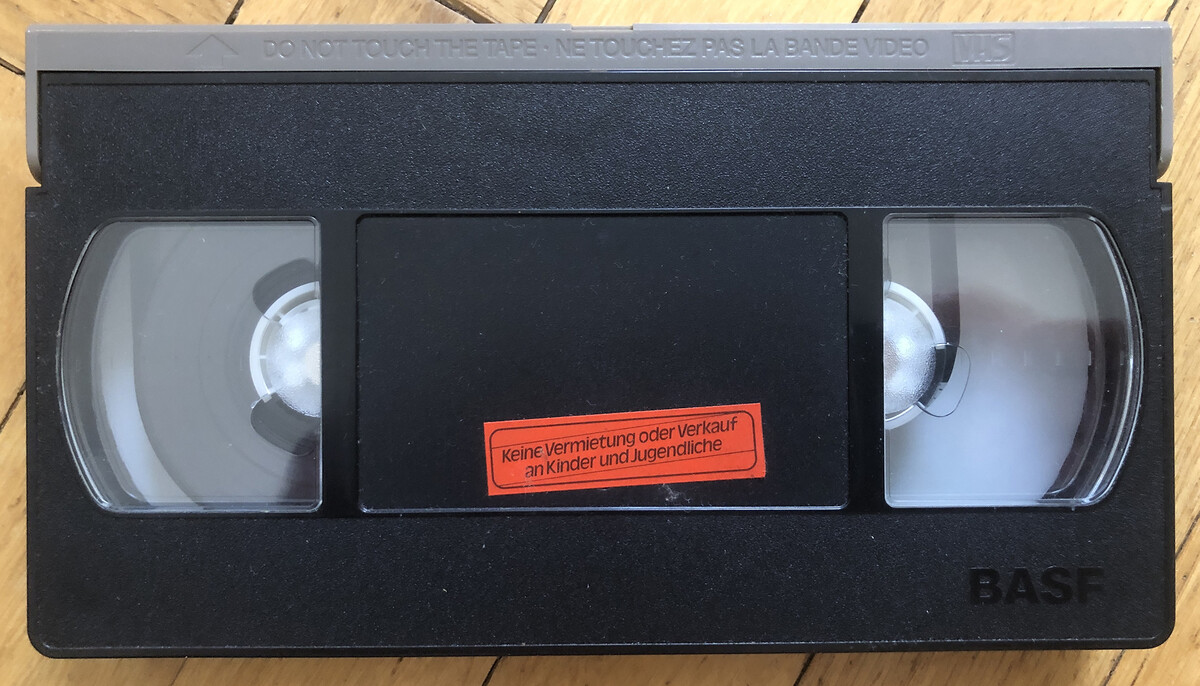 DO NOT TOUCH THE TAPE · NE TOUCHEZ PAS LA BANDE VIDEO VHS
Keine Vermietung oder Verkauf
an Kinder und Jugendliche
BASF